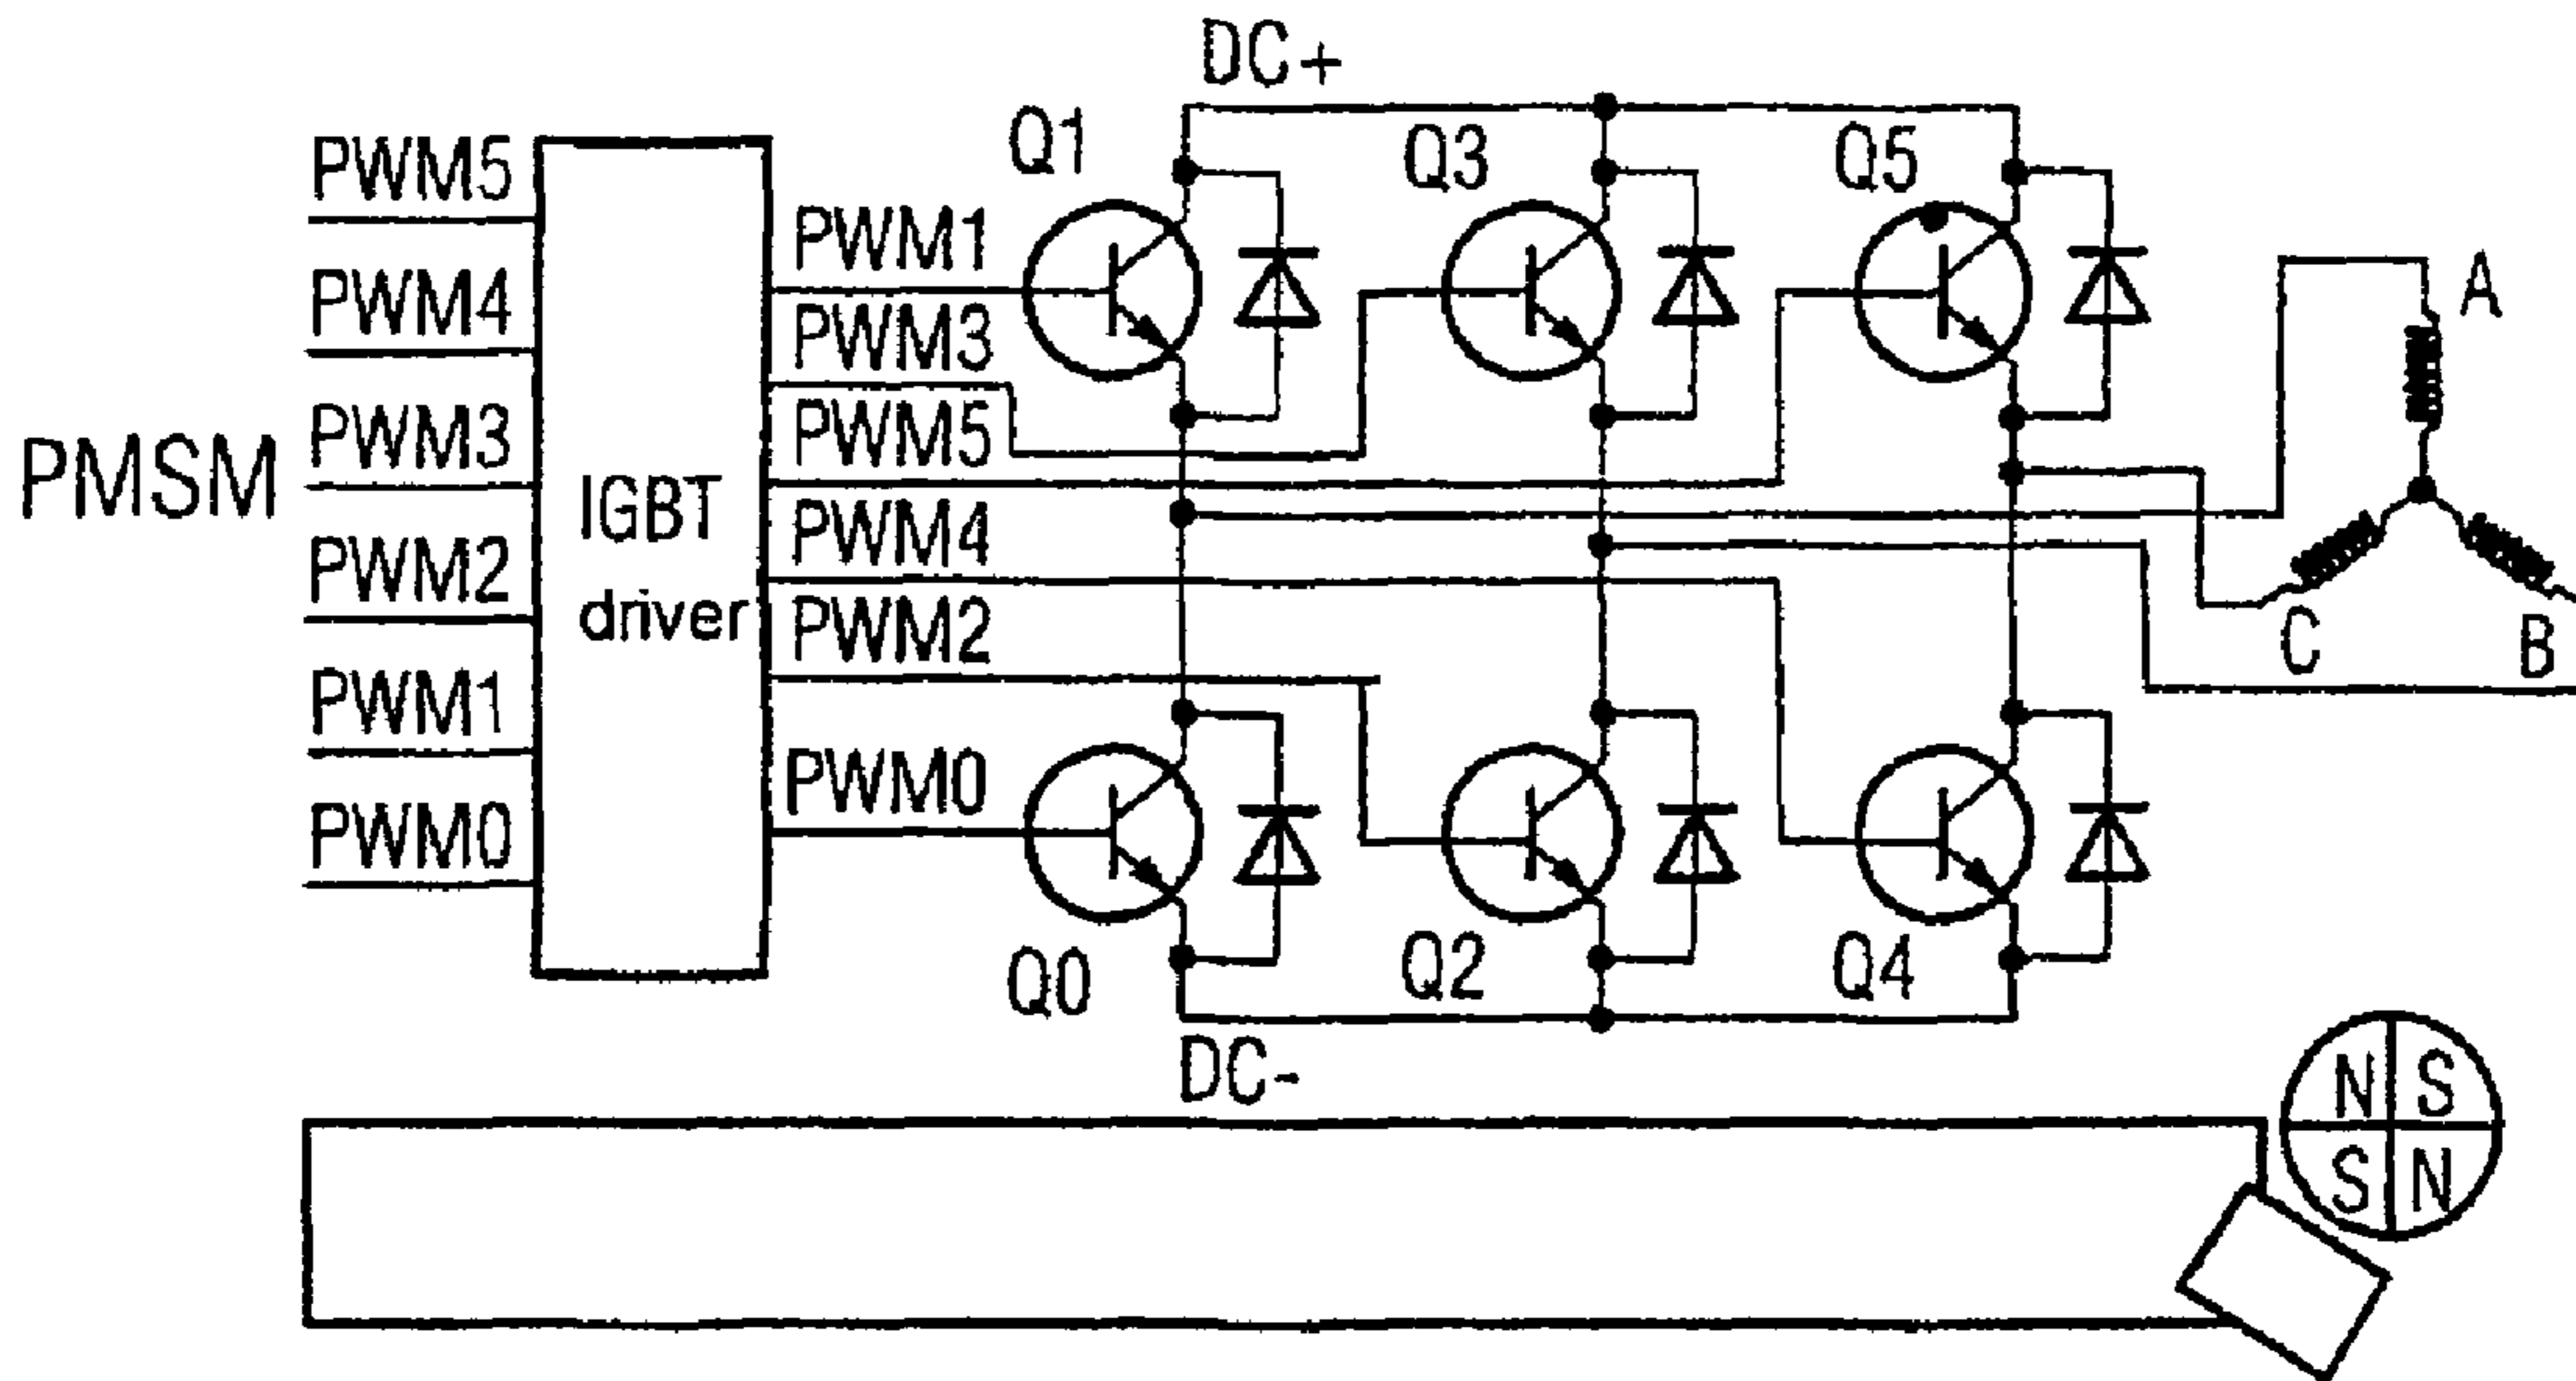 DC+
Q1
Q3
Q5
PWM5
PWM4
PWM3
PWM2
PWM1
PWM0
PMSM
IGBT
driver
PWM1
PWM3
PWM5
PWM4
PWM2
PWM0
A
C
B
Q0
Q2
Q4
DC-
N S
S N